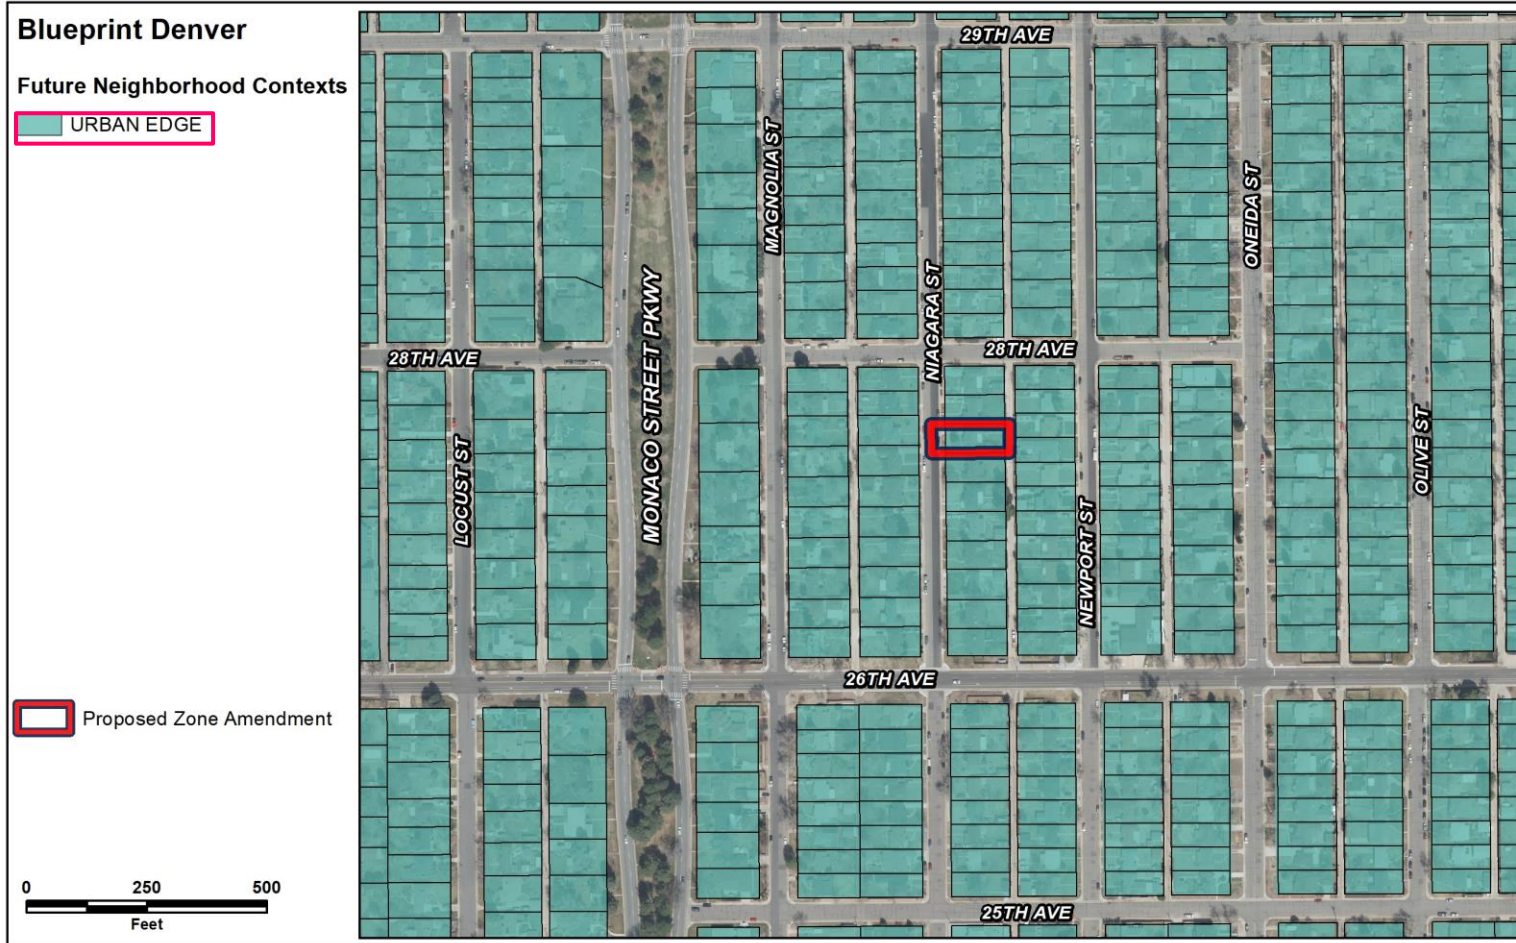 Blueprint Denver
Future Neighborhood Contexts
URBAN EDGE
Proposed Zone Amendment
0 250 500
Feet
29TH AVE
MAGNOLIA ST
ONEIDA ST
NIAGARA ST
MONACO STREET PKWY
28TH AVE
28TH AVE
LOCUST ST
OLIVE ST
NEWPORT ST
26TH AVE
25TH AVE